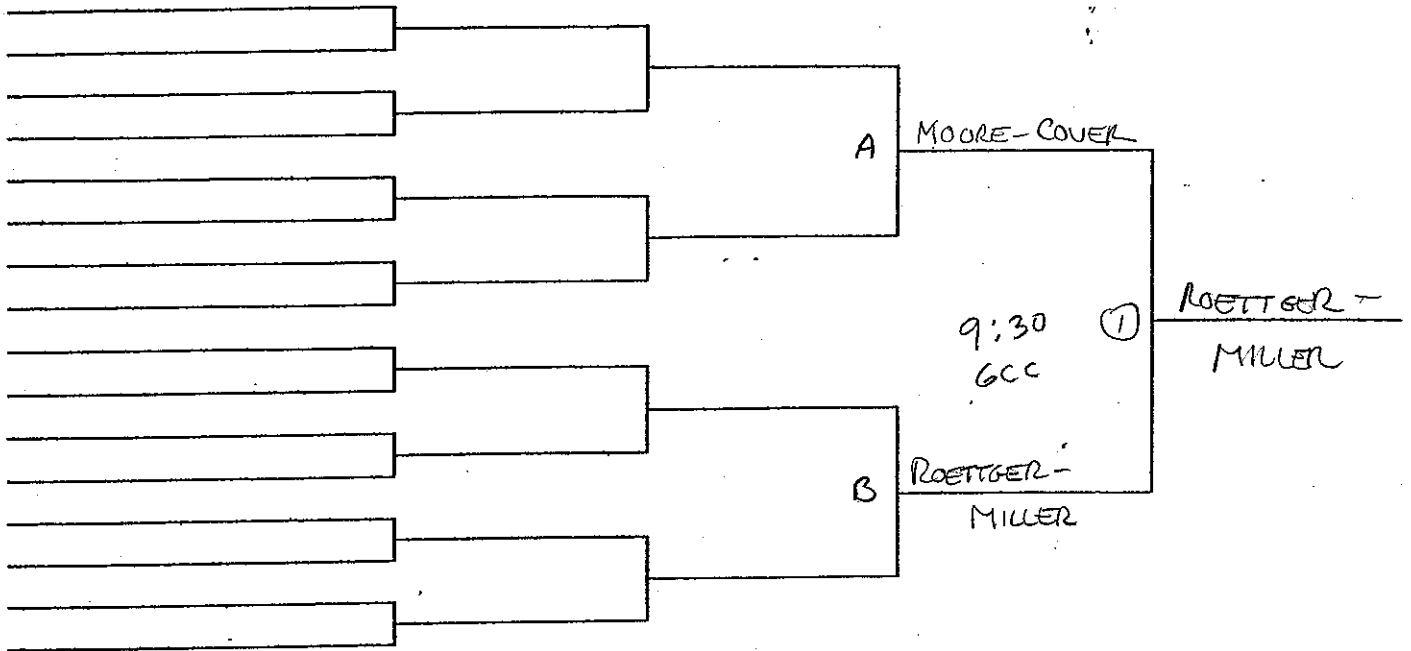 A
MOORE-COVER
9:30
GCC
①
ROETTGER-
MILLER
B
ROETTGER-
MILLER